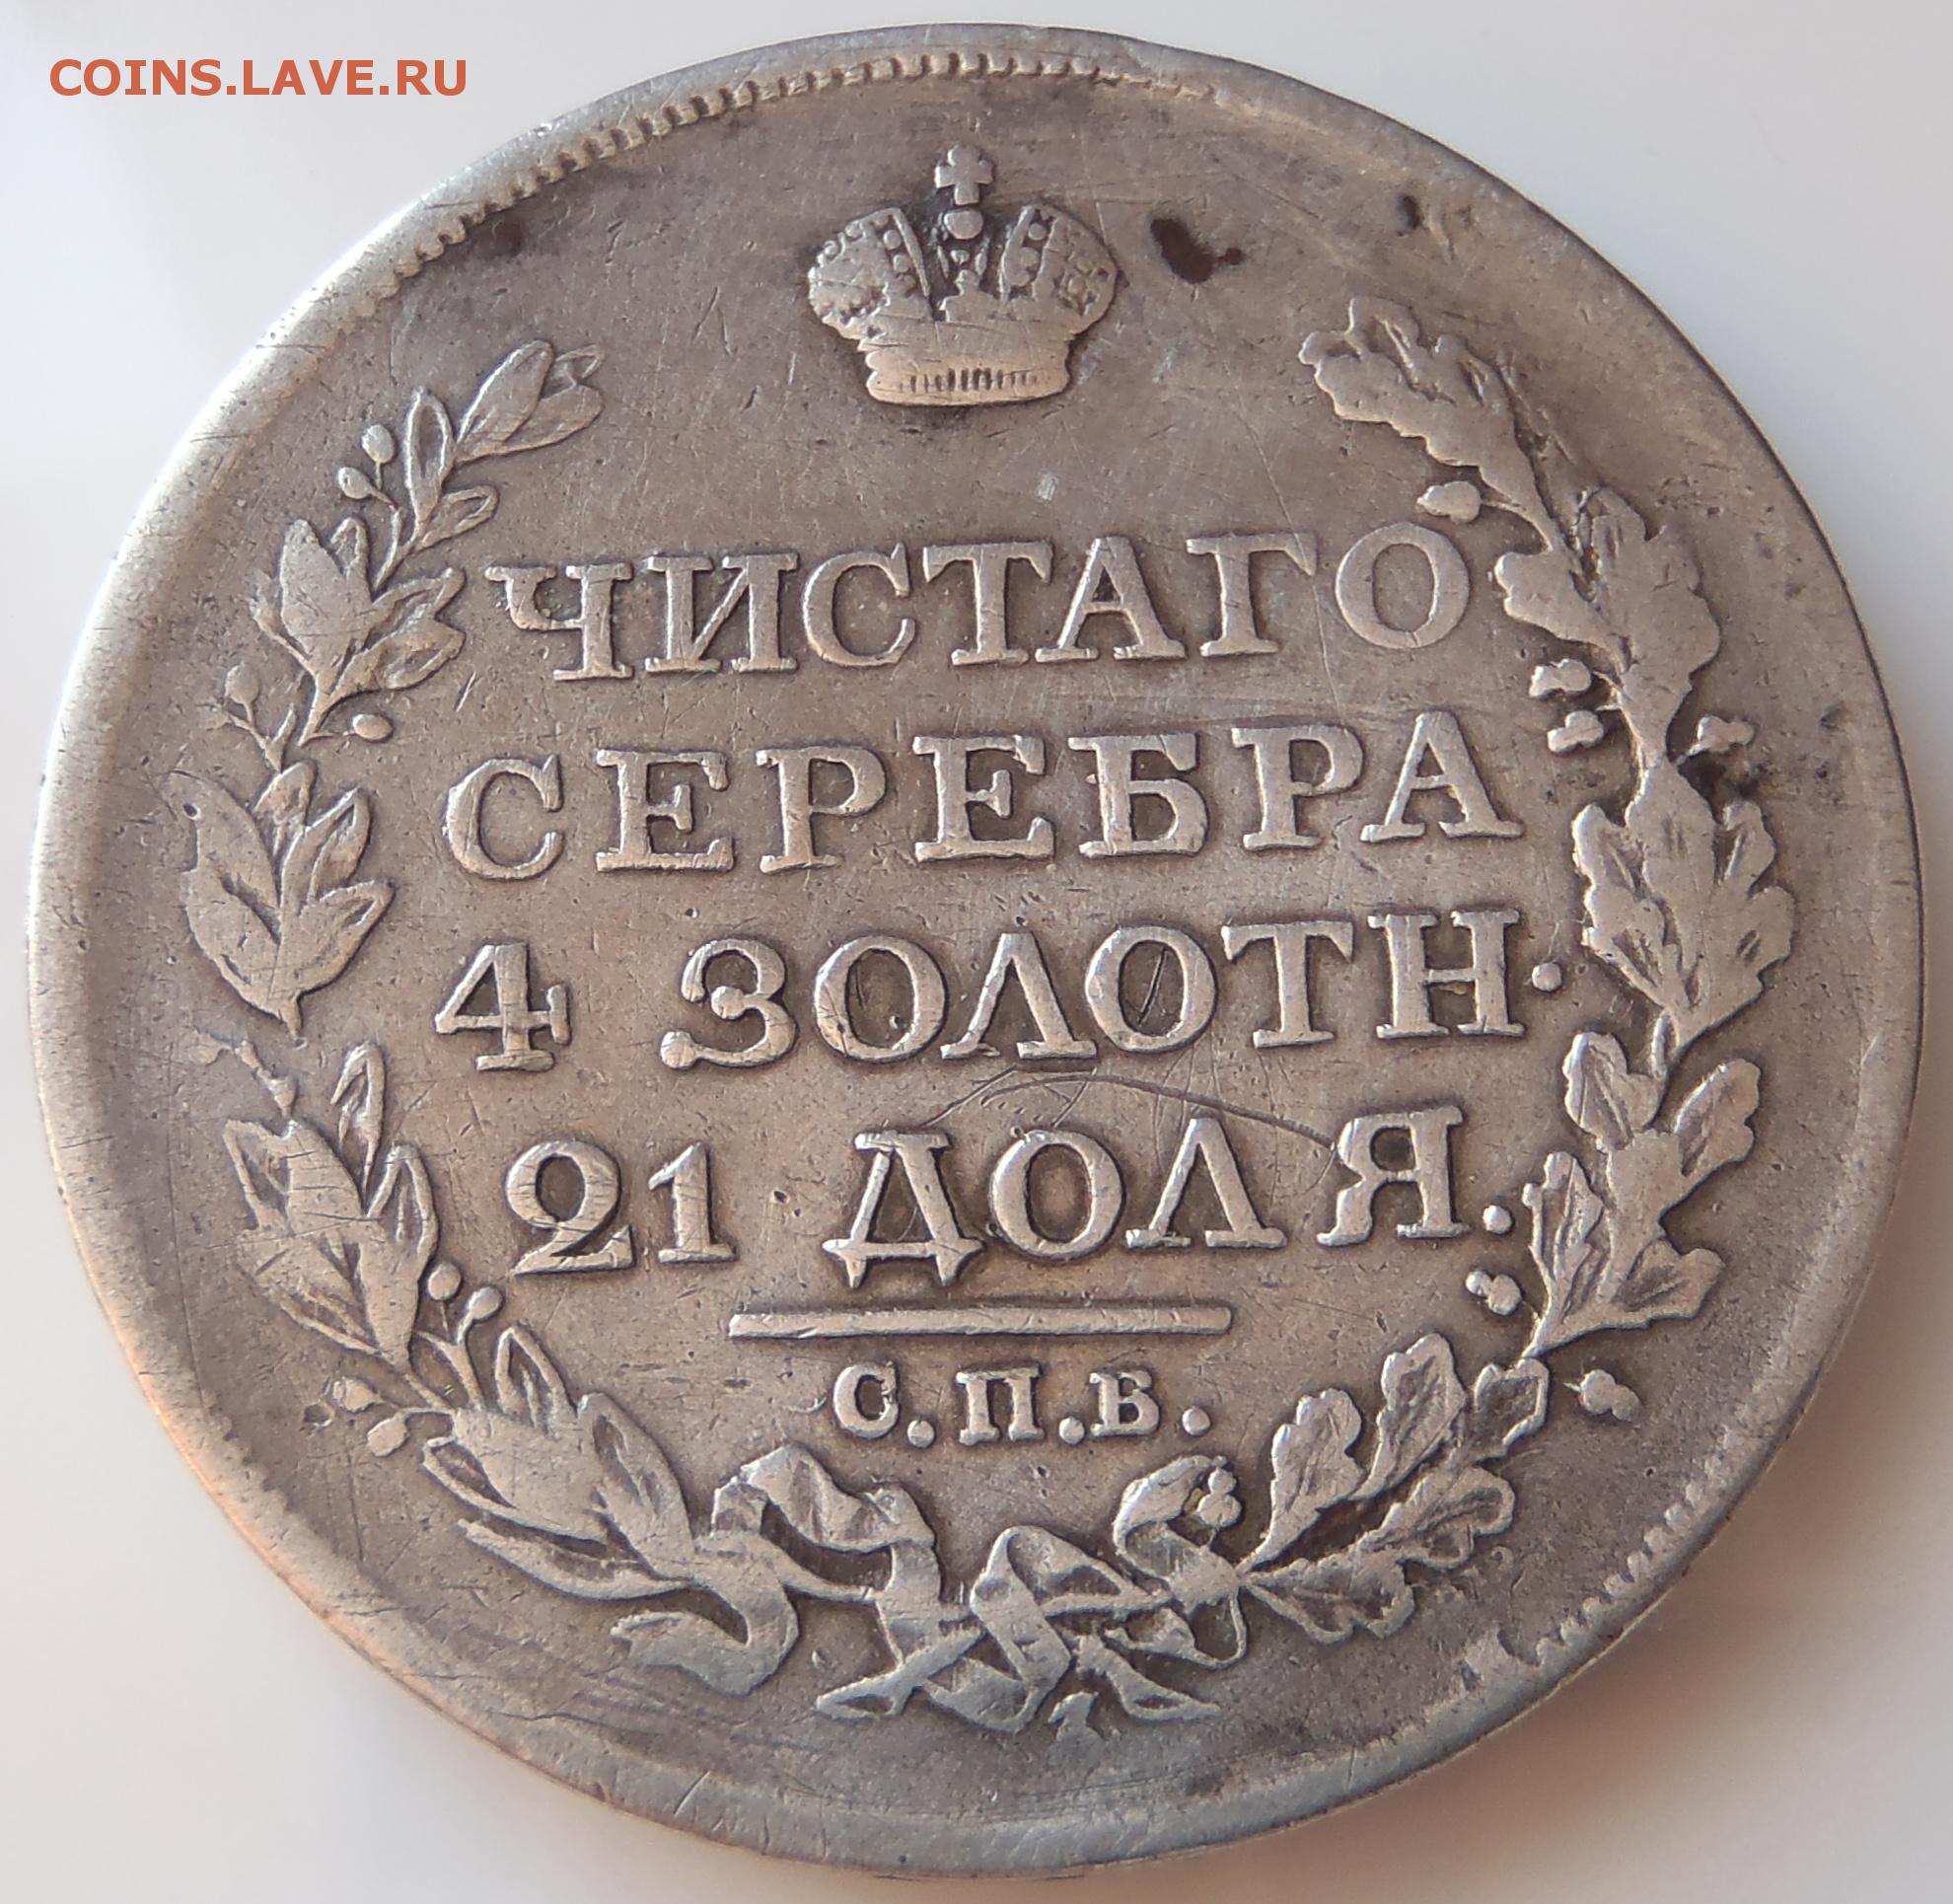 COINS.LAVE.RU
ЧИСТАГО
СЕРЕБРА
4 ЗОЛОТН.
21 ДОЛЯ.
С.П.Б.